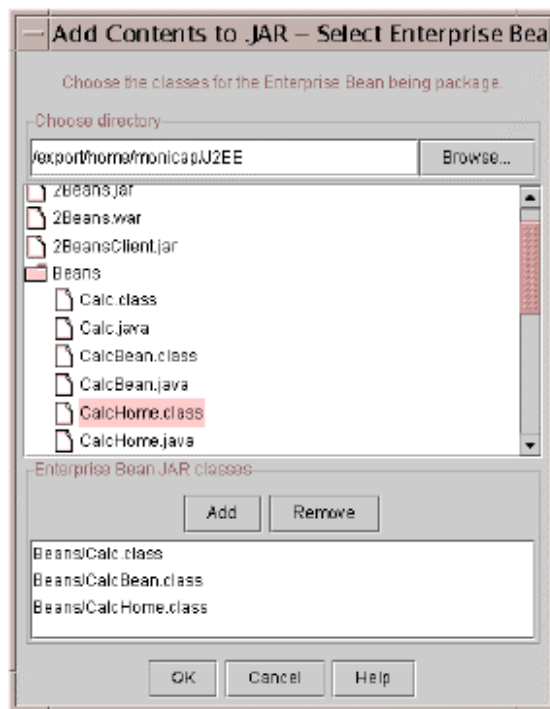 Add Contents to .JAR – Select Enterprise Bea
Choose the classes for the Enterprise Bean being package.
Choose directory
/export/home/monicap/J2EE
Browse...
2Beans.jar
2Beans.war
2BeansClient.jar
Beans
Calc.class
Calc.java
CalcBean.class
CalcBean.java
CalcHome.class
CalcHome.java
Enterprise Bean JAR classes
Add Remove
Beans/Calc.class
Beans/CalcBean.class
Beans/CalcHome.class
OK Cancel Help